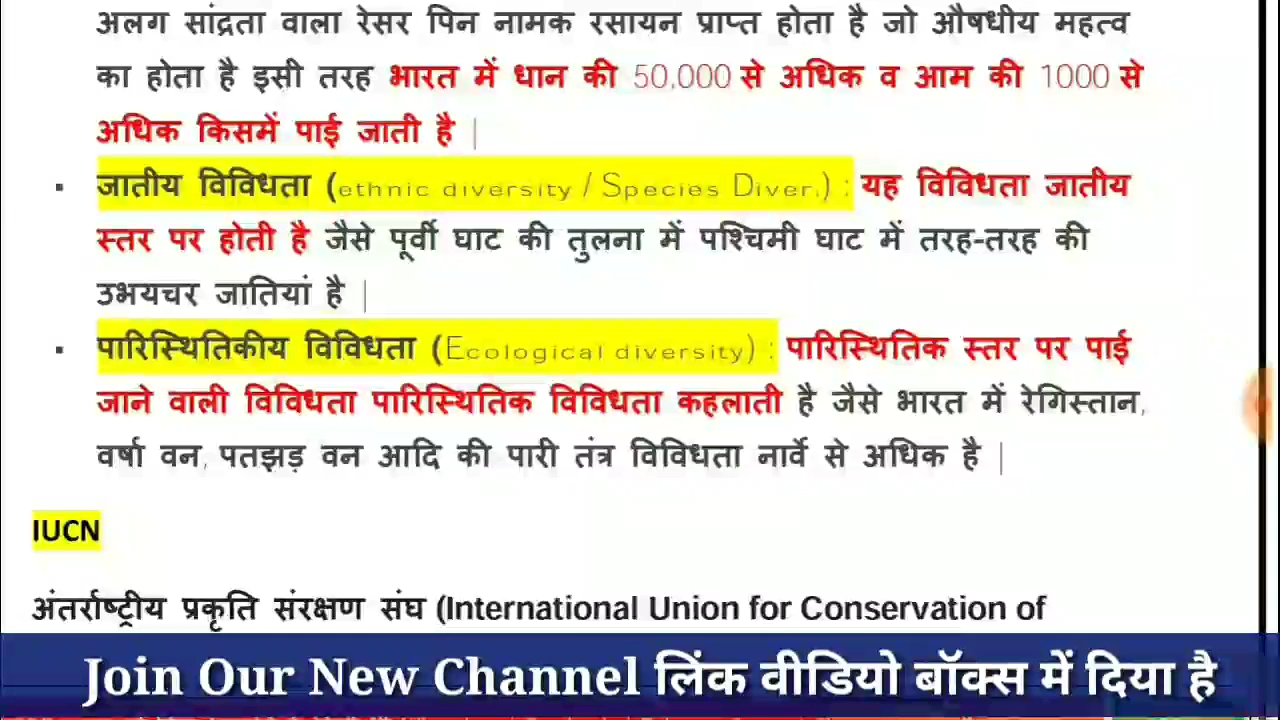 अलग सांद्रता वाला रेसर पिन नामक रसायन प्राप्त होता है जो औषधीय महत्व
का होता है इसी तरह भारत में धान की 50,000 से अधिक व आम की 1000 से
अधिक किसमें पाई जाती है |
▪ जातीय विविधता (ethnic diversity / Species Diver.) : यह विविधता जातीय
स्तर पर होती है जैसे पूर्वी घाट की तुलना में पश्चिमी घाट में तरह-तरह की
उभयचर जातियां है |
▪ पारिस्थितिकीय विविधता (Ecological diversity) : पारिस्थितिक स्तर पर पाई
जाने वाली विविधता पारिस्थितिक विविधता कहलाती है जैसे भारत में रेगिस्तान,
वर्षा वन, पतझड़ वन आदि की पारी तंत्र विविधता नार्वे से अधिक है |
IUCN
अंतर्राष्ट्रीय प्रकृति संरक्षण संघ (International Union for Conservation of
Join Our New Channel लिंक वीडियो बॉक्स में दिया है